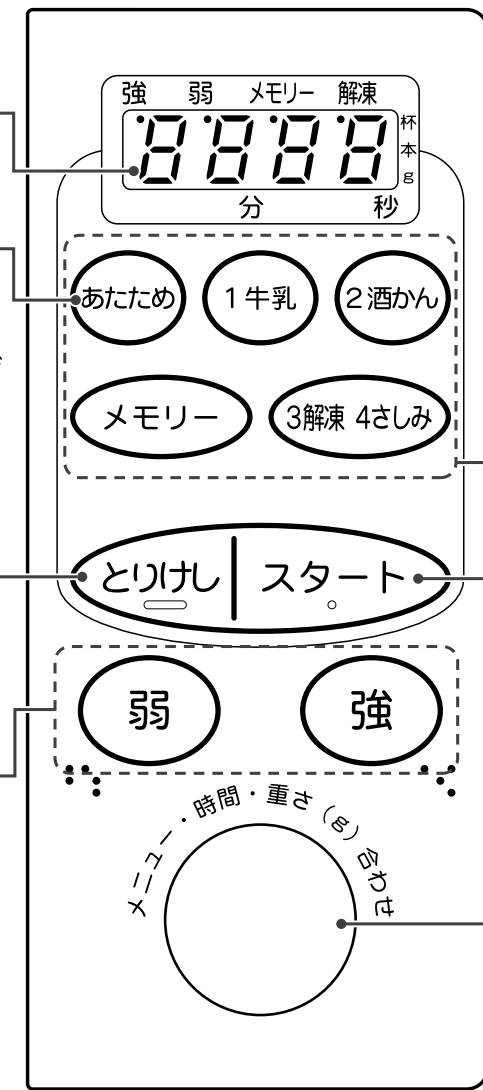 強 弱 メモリー 解凍
8888
杯
本
g
分 秒
あたため 1牛乳 2酒かん
メモリー 3解凍 4さしみ
とりけし スタート
弱 強
メニュー・時間・重さ(g)合わせ